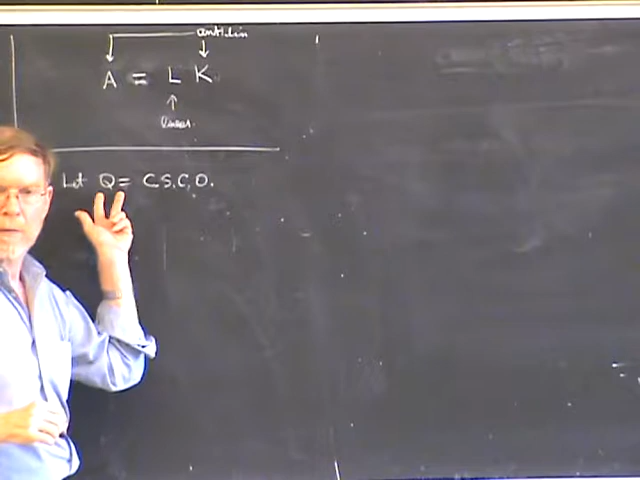 antilin
A = L K
linear
Let Q = C.S.C.O.